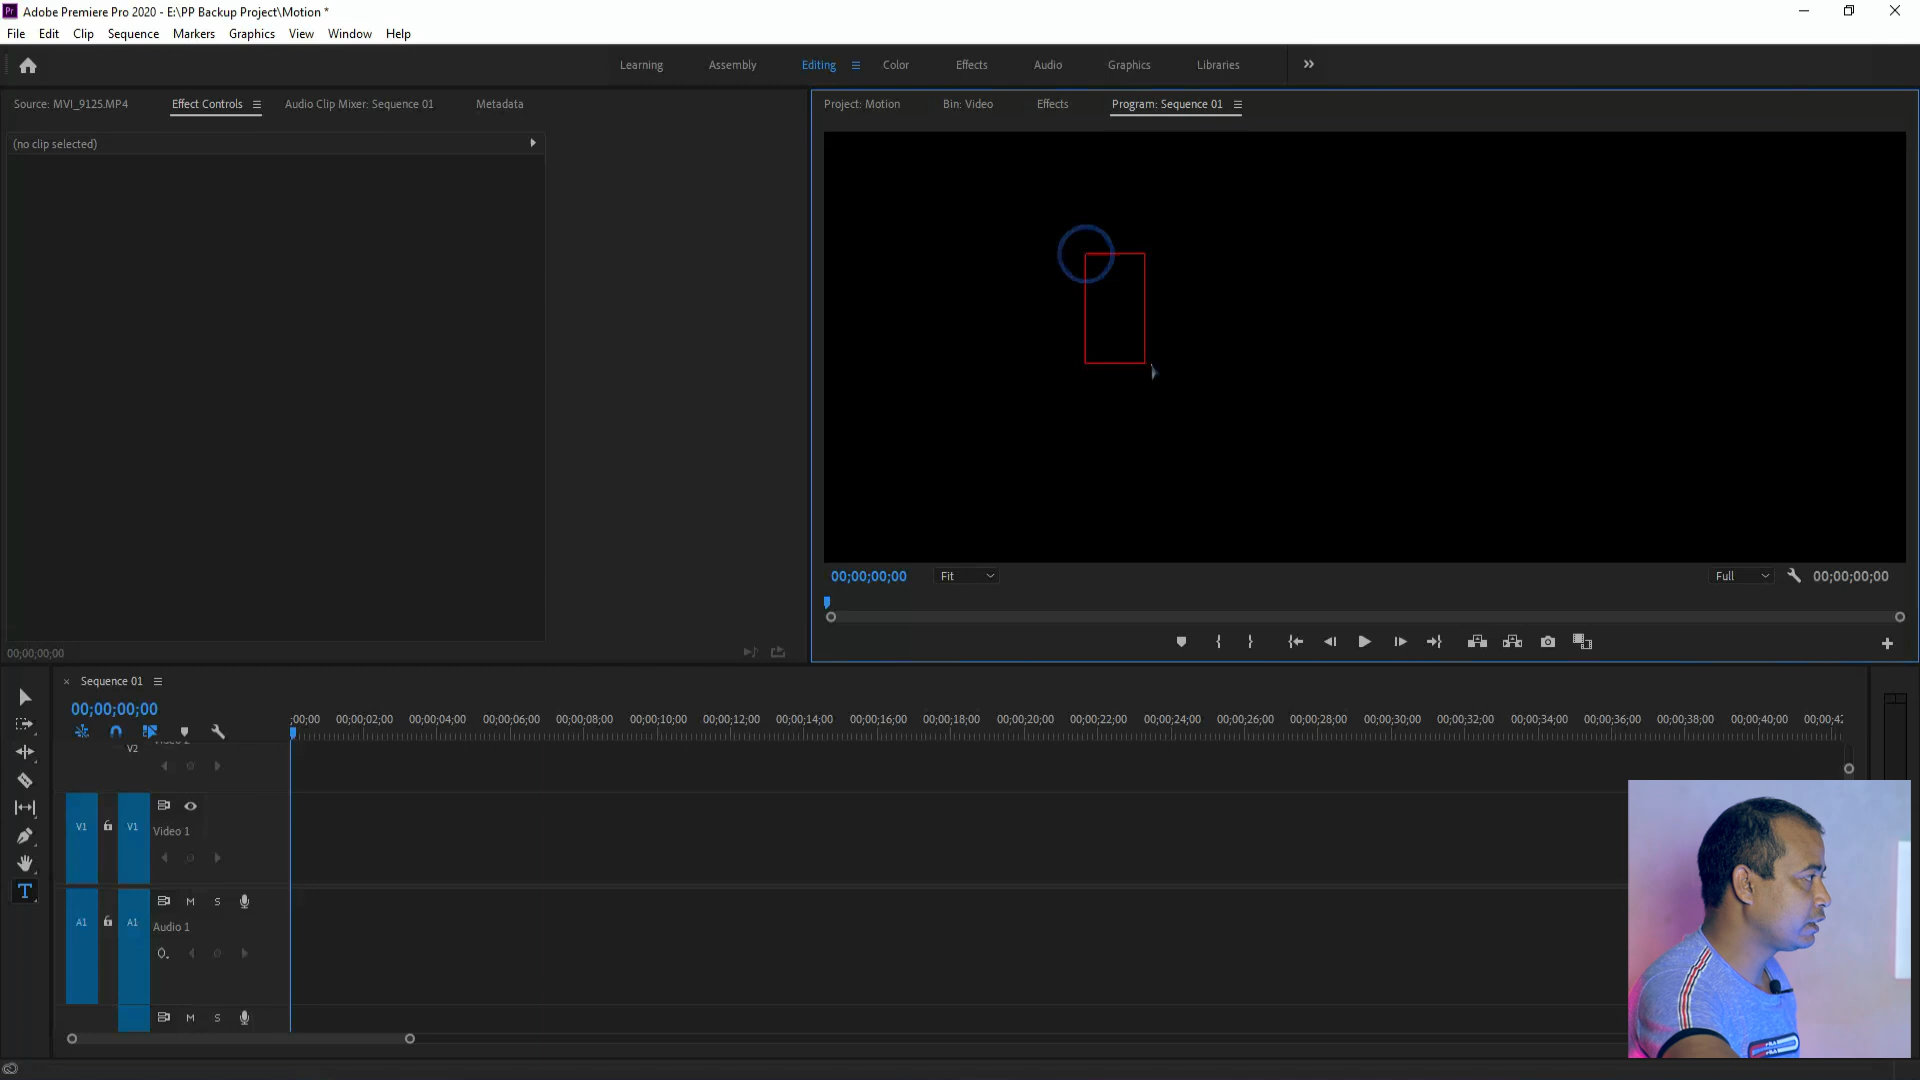 Pr Adobe Premiere Pro 2020 - E:\PP Backup Project\Motion *
File Edit Clip Sequence Markers Graphics View Window Help
Learning Assembly Editing Color Effects Audio Graphics Libraries
Source: MVI_9125.MP4 Effect Controls Audio Clip Mixer: Sequence 01 Metadata
Project: Motion Bin: Video Effects Program: Sequence 01
(no clip selected)
00;00;00;00 Fit Full 00;00;00;00
00;00;00;00
Sequence 01
00;00;00;00
;00;00 00;00;02;00 00;00;04;00 00;00;06;00 00;00;08;00 00;00;10;00 00;00;12;00 00;00;14;00 00;00;16;00 00;00;18;00 00;00;20;00 00;00;22;00 00;00;24;00 00;00;26;00 00;00;28;00 00;00;30;00 00;00;32;00 00;00;34;00 00;00;36;00 00;00;38;00 00;00;40;00 00;00;42
V2
V1 V1 Video 1
M S
A1 A1 Audio 1
M S
FILA